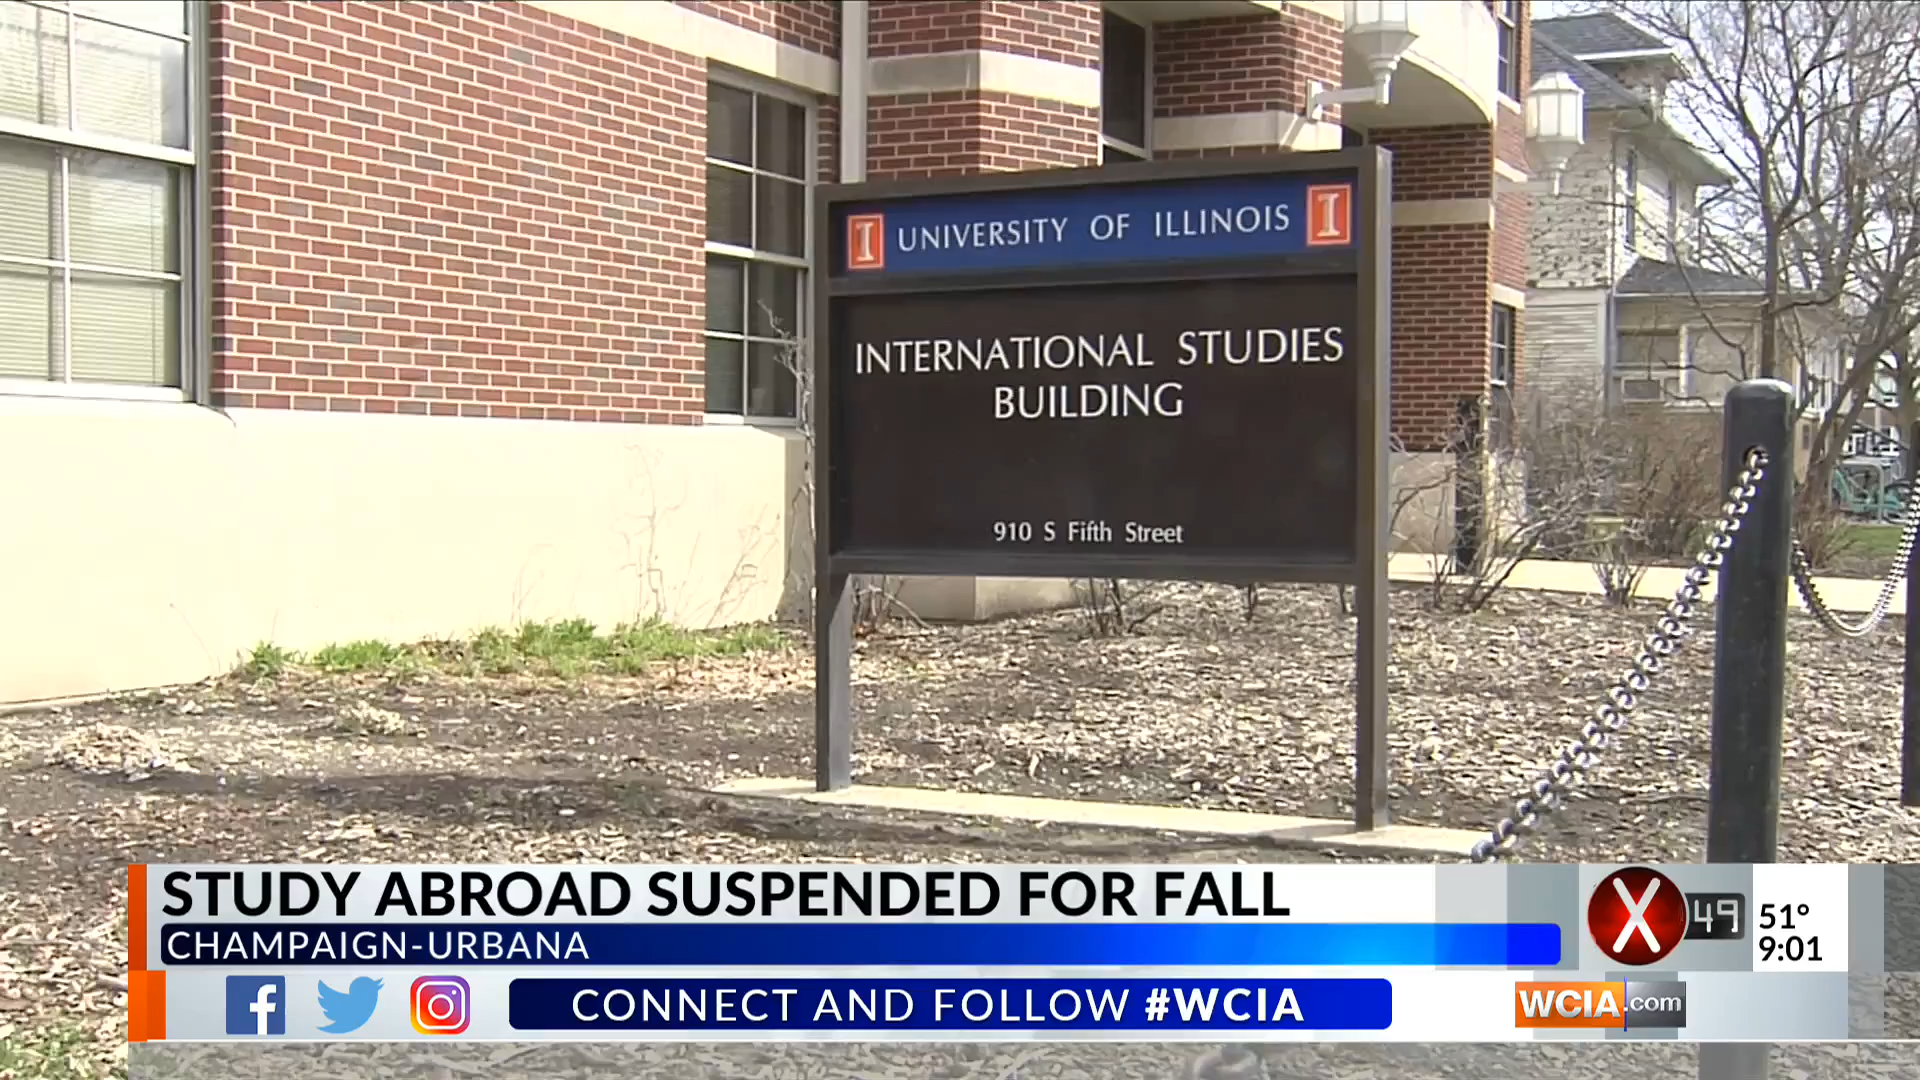 I UNIVERSITY OF ILLINOIS I
INTERNATIONAL STUDIES
BUILDING
910 S Fifth Street
STUDY ABROAD SUSPENDED FOR FALL
CHAMPAIGN-URBANA
X 49
51°
9:01
CONNECT AND FOLLOW #WCIA
WCIA.com